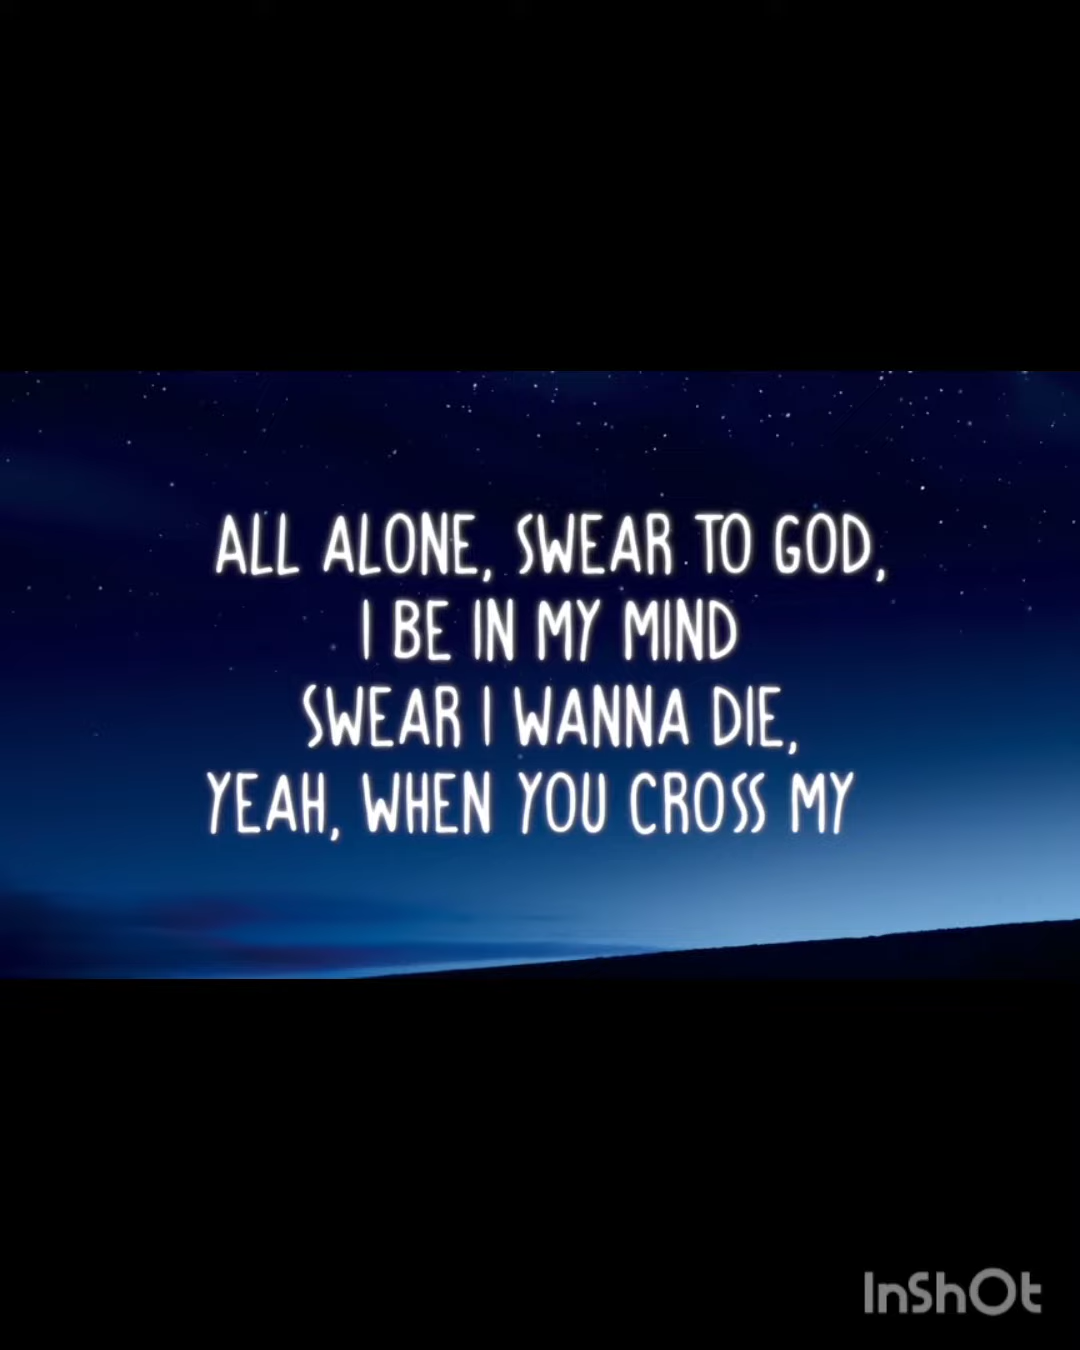 ALL ALONE, SWEAR TO GOD,
I BE IN MY MIND
SWEAR I WANNA DIE,
YEAH, WHEN YOU CROSS MY
InShOt